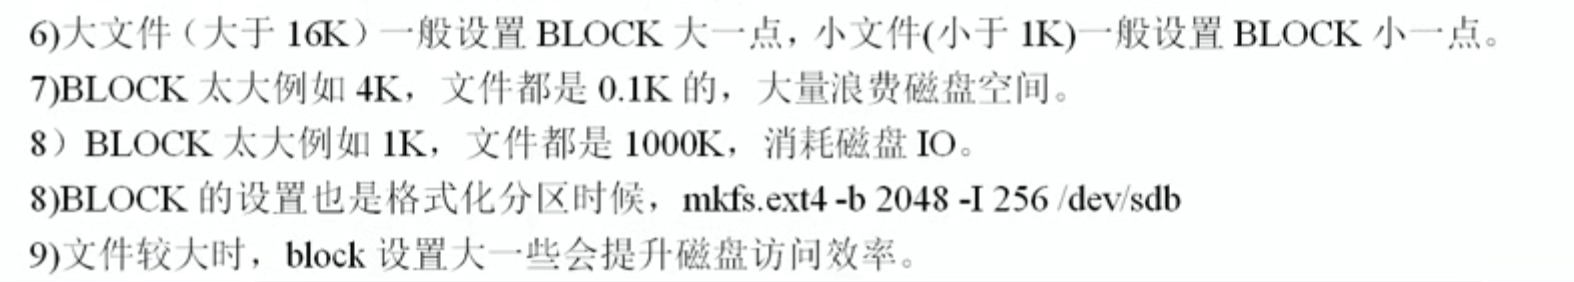 6)大文件（大于 16K）一般设置 BLOCK 大一点，小文件(小于 1K)一般设置 BLOCK 小一点。
7)BLOCK 太大例如 4K，文件都是 0.1K 的，大量浪费磁盘空间。
8）BLOCK 太大例如 1K，文件都是 1000K，消耗磁盘 IO。
8)BLOCK 的设置也是格式化分区时候，mkfs.ext4 -b 2048 -I 256 /dev/sdb
9)文件较大时，block 设置大一些会提升磁盘访问效率。